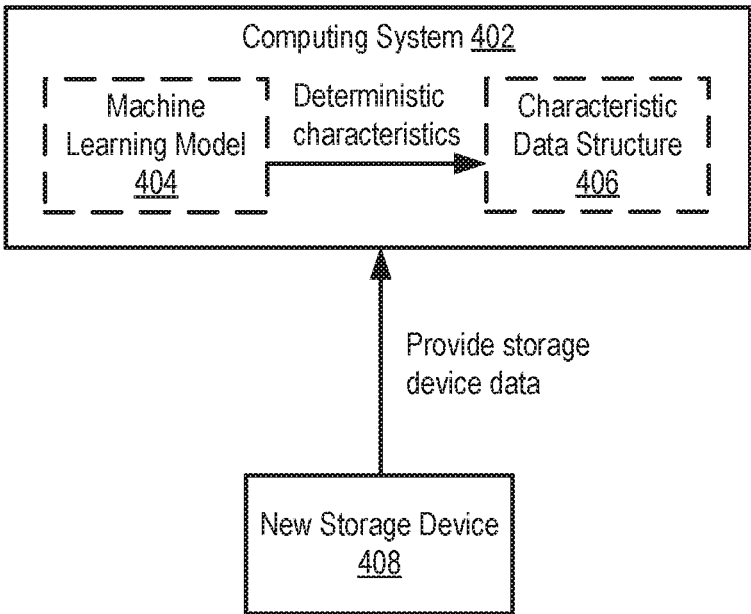 Computing System 402
Machine
Learning Model
404
Deterministic
characteristics
Characteristic
Data Structure
406
Provide storage
device data
New Storage Device
408